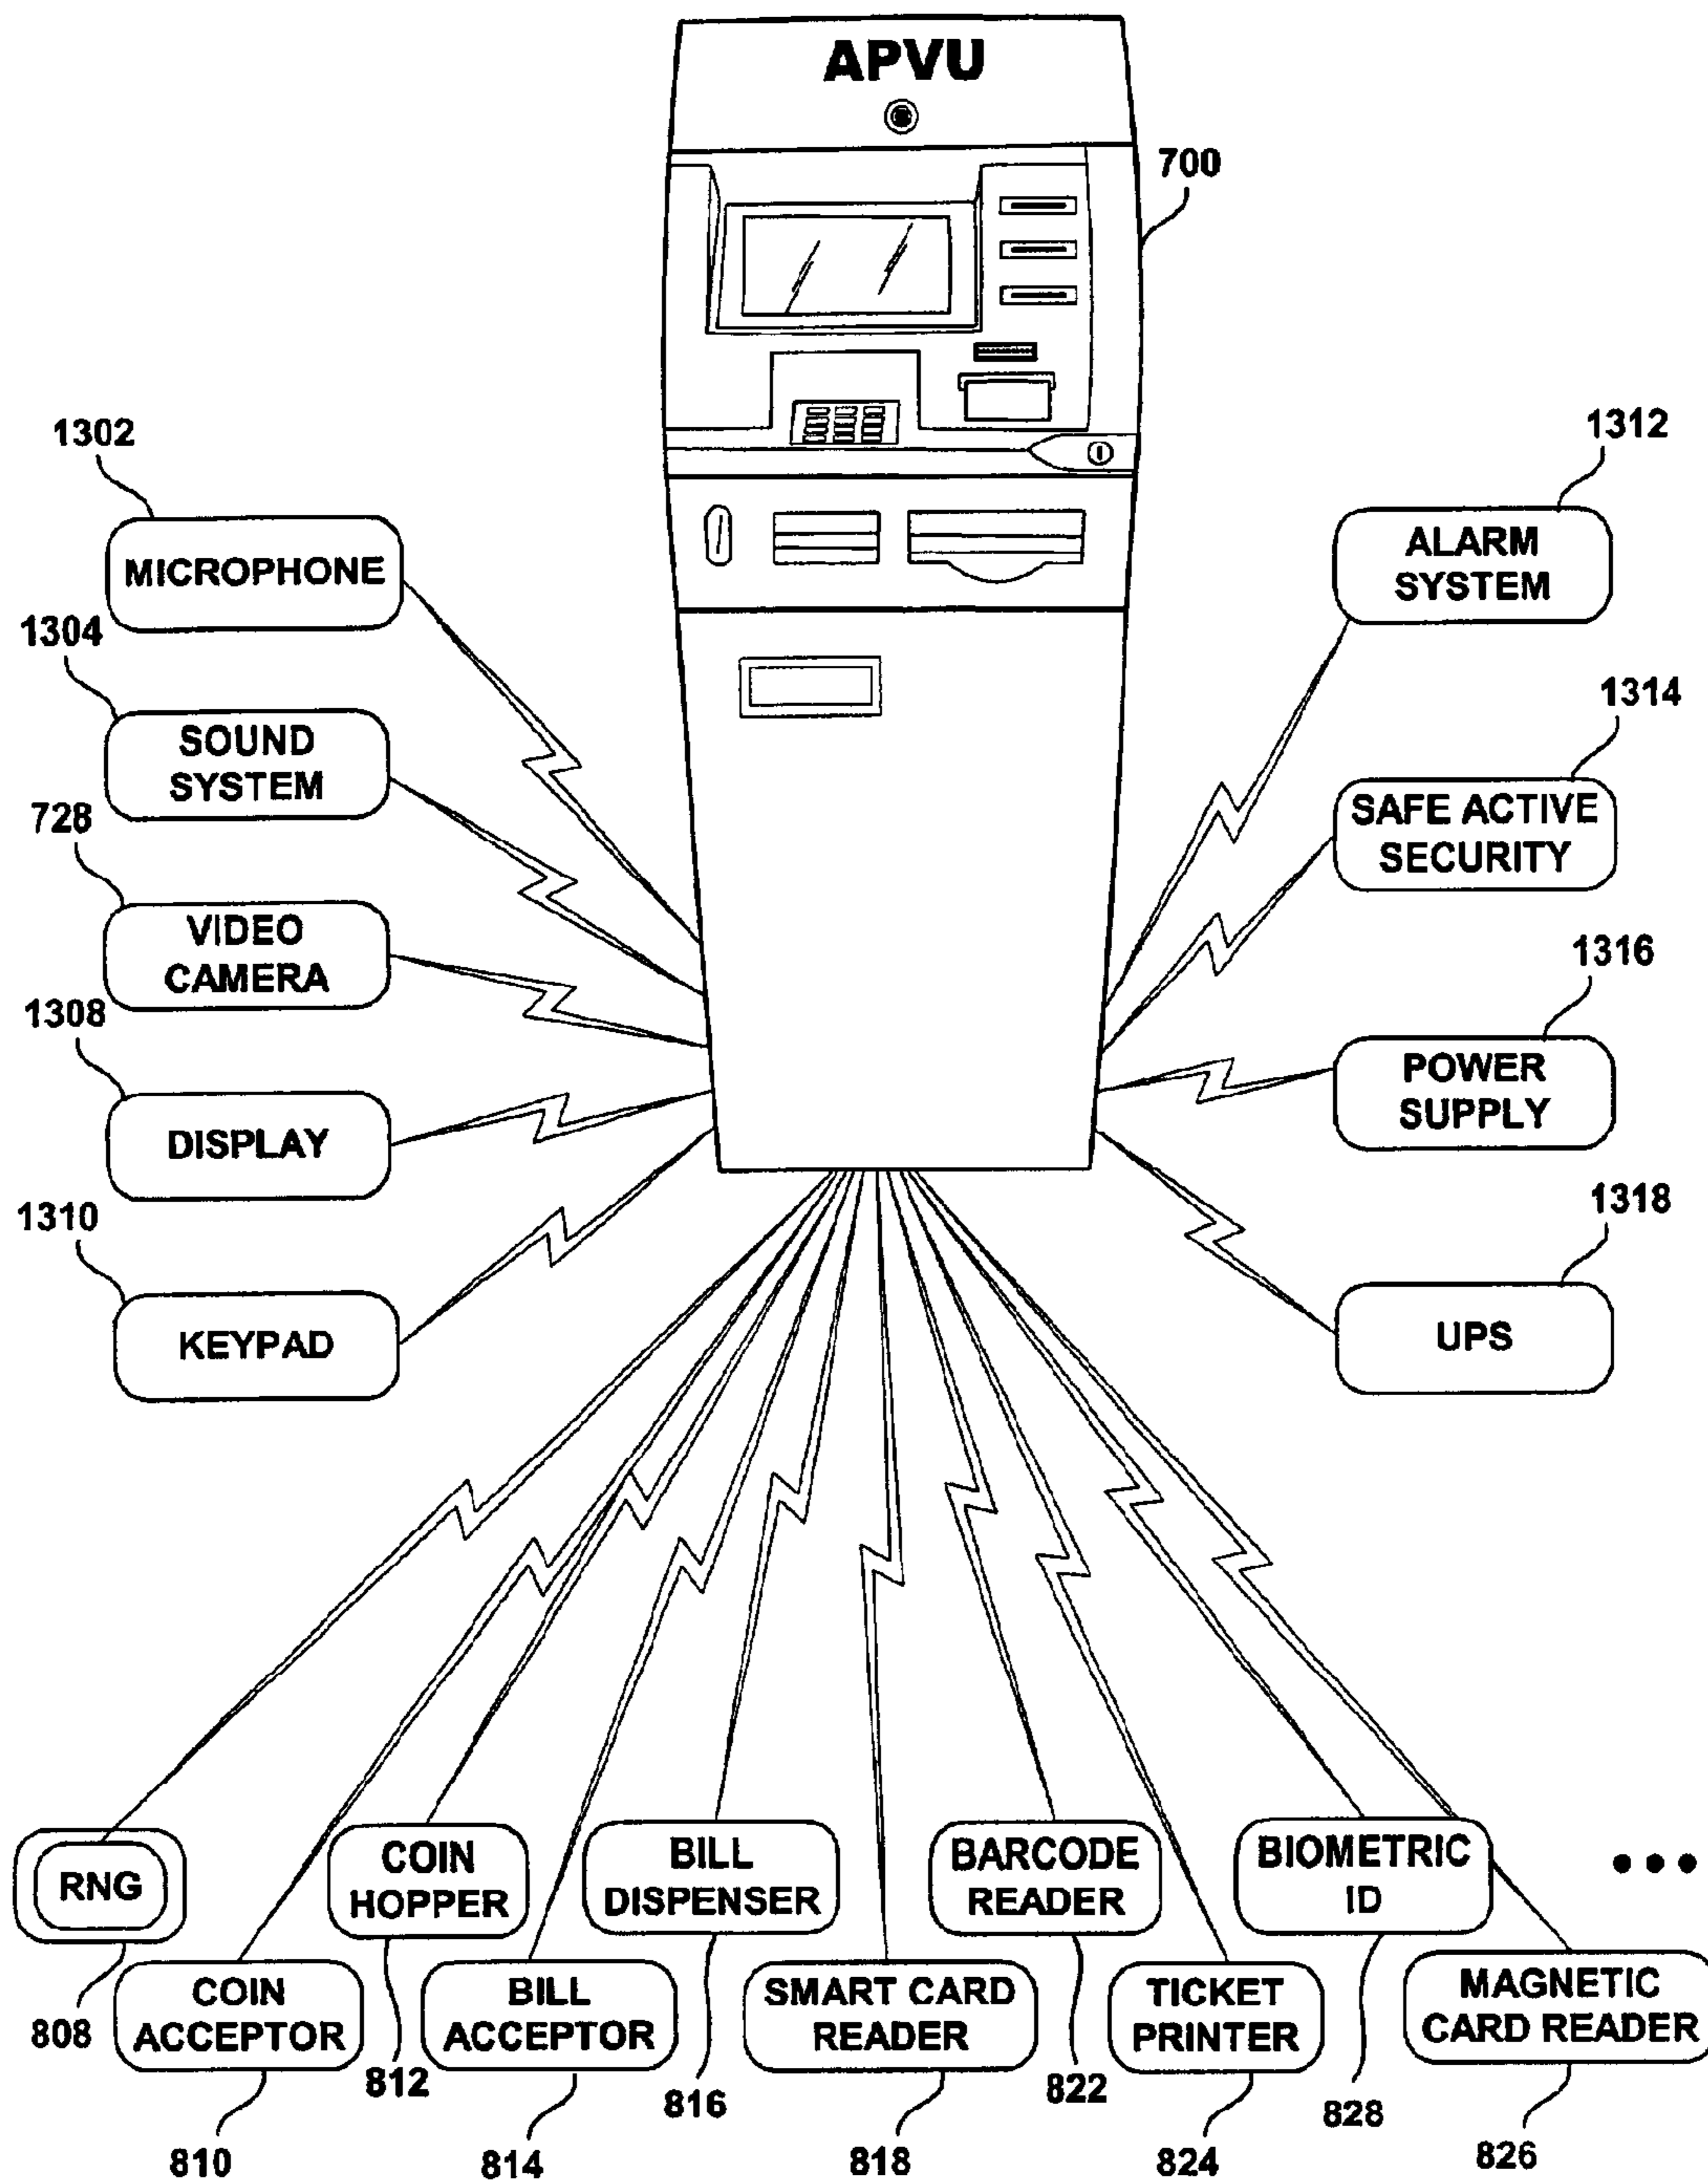 APVU
700
1302
MICROPHONE
1304
SOUND
SYSTEM
728
VIDEO
CAMERA
1308
DISPLAY
1310
KEYPAD
1312
ALARM
SYSTEM
1314
SAFE ACTIVE
SECURITY
1316
POWER
SUPPLY
1318
UPS
RNG
808
COIN
ACCEPTOR
810
COIN
HOPPER
812
BILL
ACCEPTOR
814
BILL
DISPENSER
816
SMART CARD
READER
818
BARCODE
READER
822
TICKET
PRINTER
824
BIOMETRIC
ID
828
MAGNETIC
CARD READER
826
•••